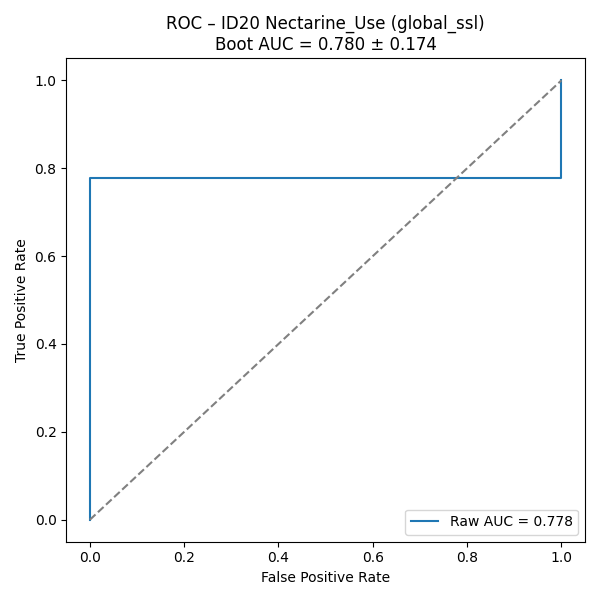 ROC – ID20 Nectarine_Use (global_ssl)
Boot AUC = 0.780 ± 0.174
1.0
0.8
0.6
0.4
0.2
0.0
True Positive Rate
Raw AUC = 0.778
0.0 0.2 0.4 0.6 0.8 1.0
False Positive Rate